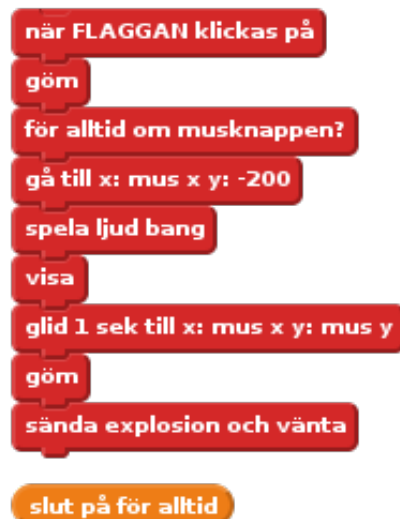 när FLAGGAN klickas på
göm
för alltid om musknappen?
gå till x: mus x y: -200
spela ljud bang
visa
glid 1 sek till x: mus x y: mus y
göm
sända explosion och vänta
slut på för alltid